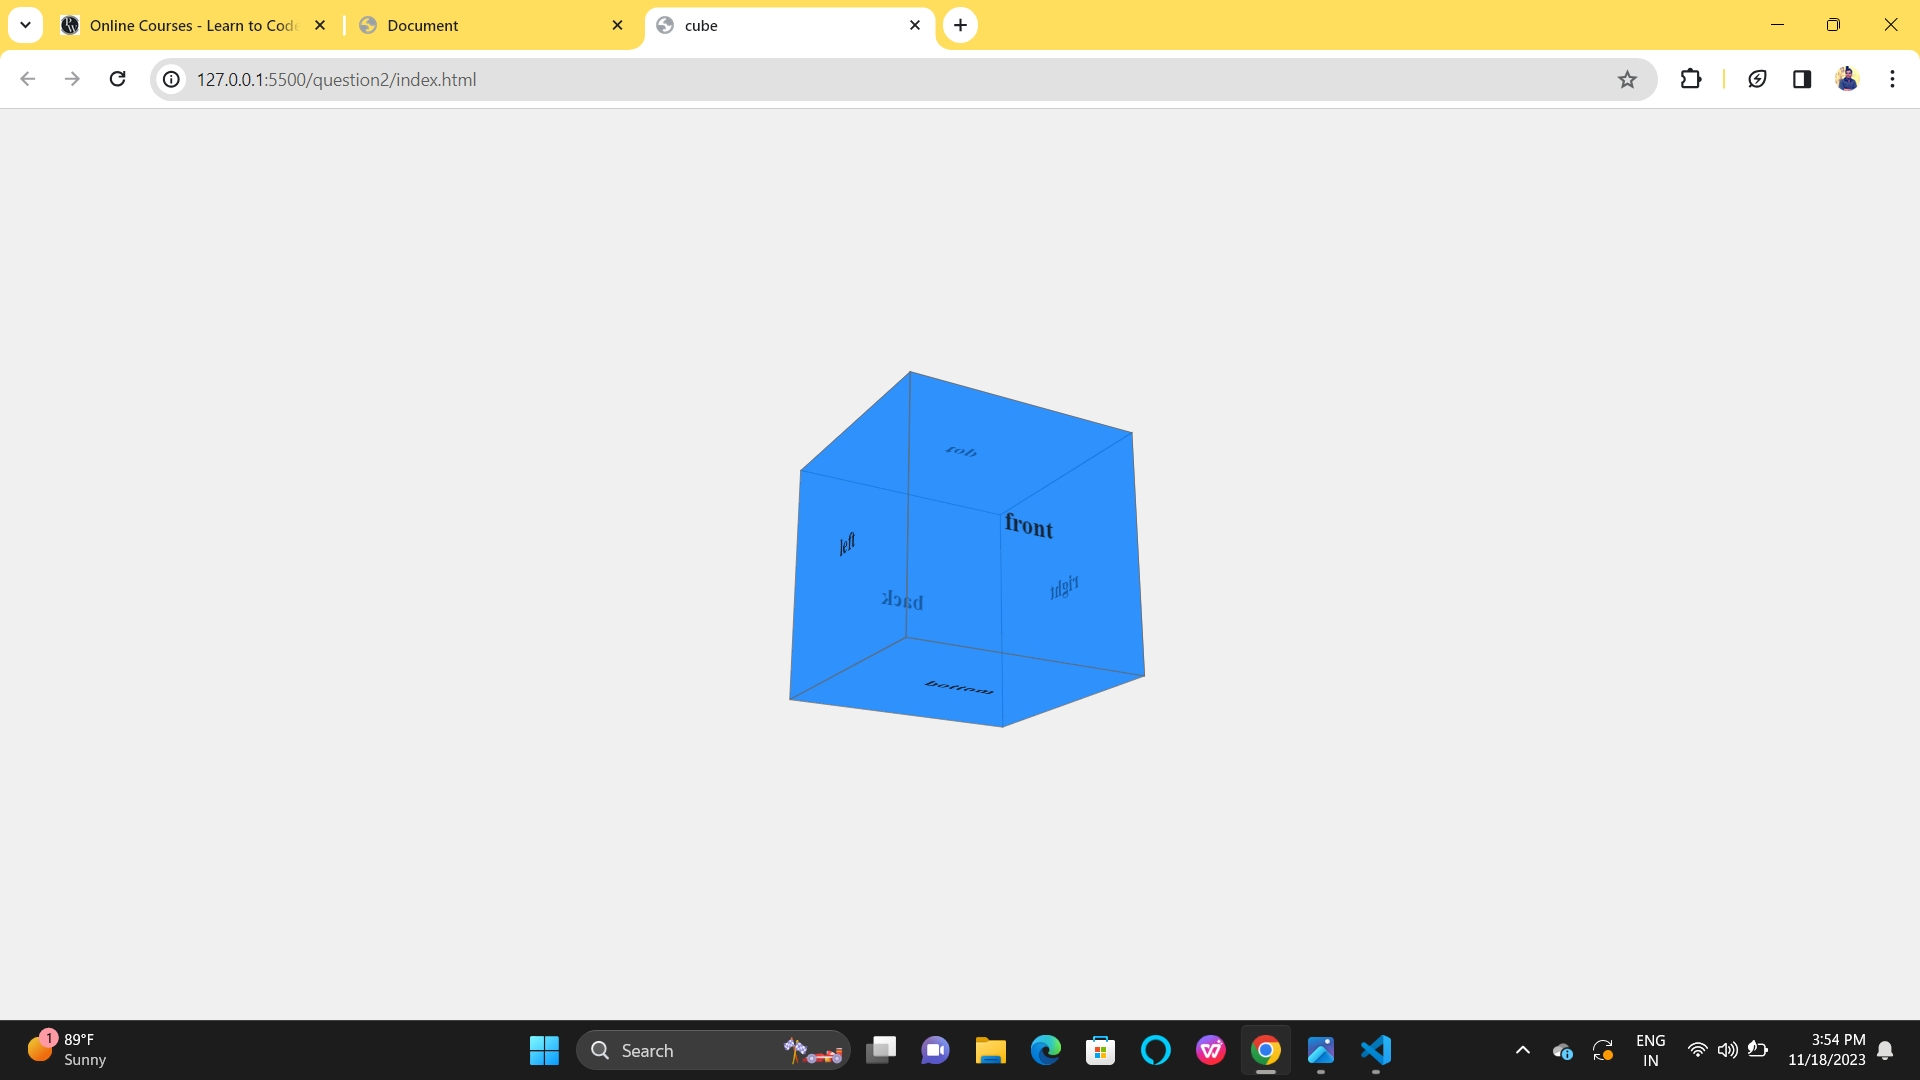 Online Courses - Learn to Code
Document
cube
127.0.0.1:5500/question2/index.html
top
front
left
right
back
bottom
1
89°F
Sunny
Search
ENG
IN
3:54 PM
11/18/2023